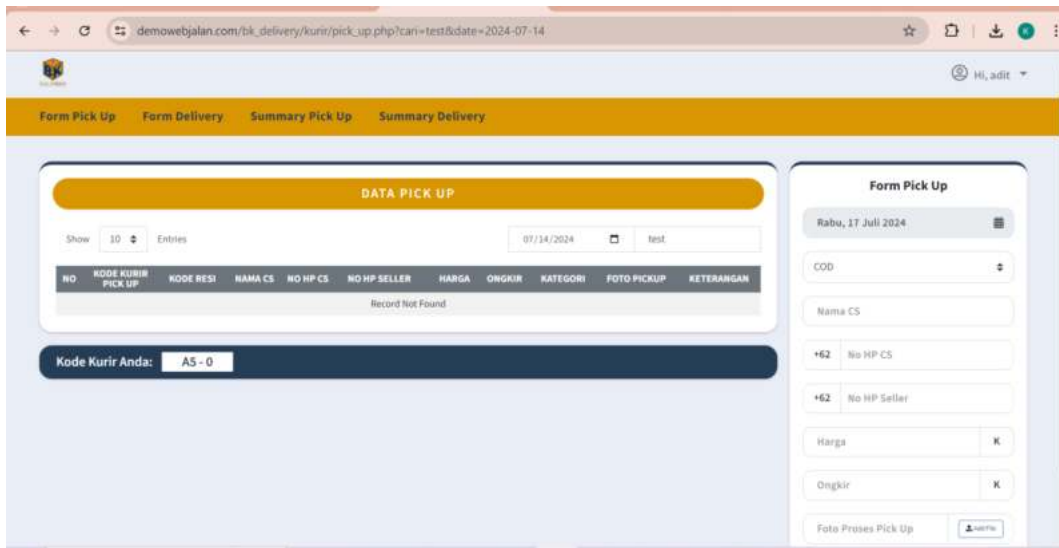 demowebjalan.com/bk_delivery/kurir/pick_up.php?cari=test&date=2024-07-14
BK
Hi, adit
Form Pick Up Form Delivery Summary Pick Up Summary Delivery
DATA PICK UP
Show 10 Entries 07/14/2024 test
NO KODE KURIR PICK UP KODE RESI NAMA CS NO HP CS NO HP SELLER HARGA ONGKIR KATEGORI FOTO PICKUP KETERANGAN
Record Not Found
Kode Kurir Anda: A5 - 0
Form Pick Up
Rabu, 17 Juli 2024
COD
Nama CS
+62 No HP CS
+62 No HP Seller
Harga K
Ongkir K
Foto Proses Pick Up Add File